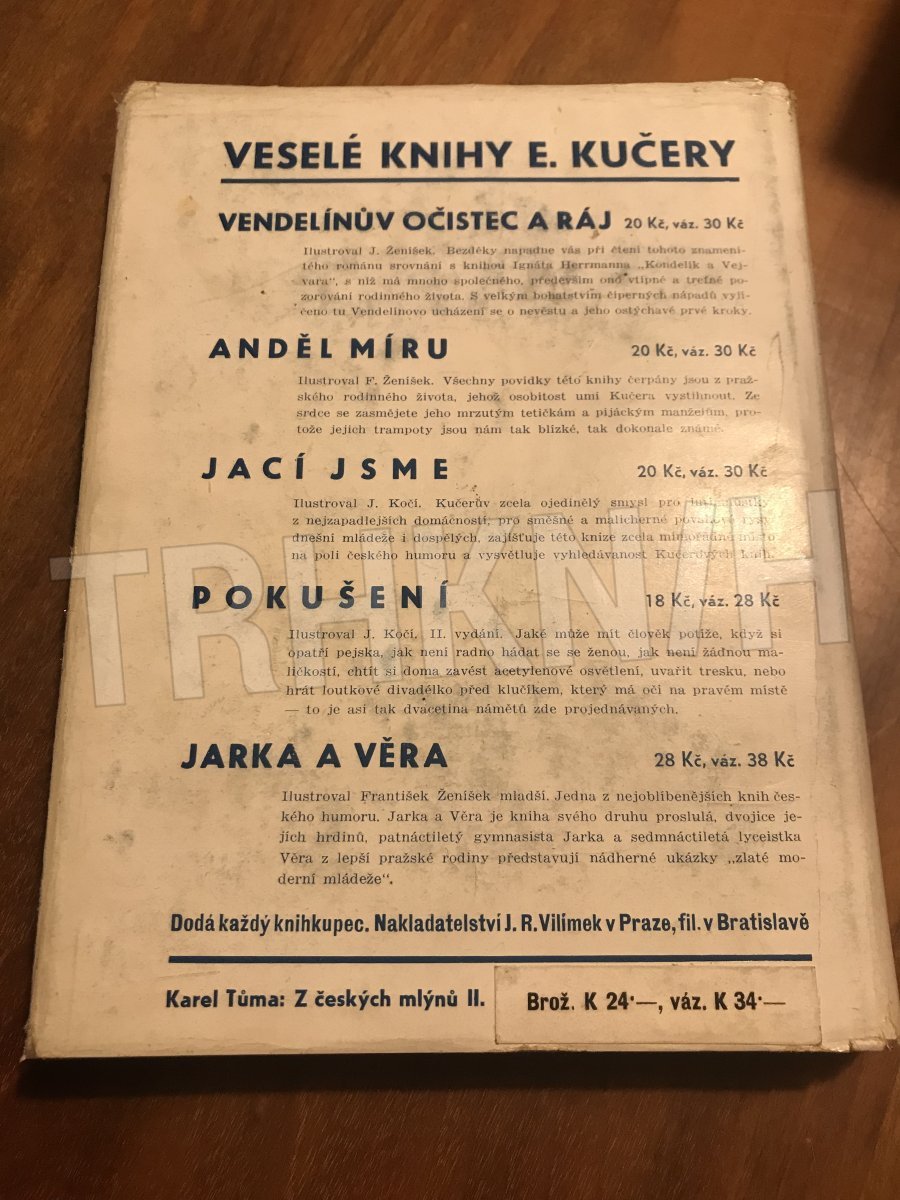 VESELÉ KNIHY E. KUČERY
VENDELÍNŮV OČISTEC A RÁJ 20 Kč, váz. 30 Kč
Ilustroval J. Ženíšek. Bezděky napadne vás při čtení tohoto znameni-
tého románu srovnání s knihou Ignáta Herrmanna „Kondelík a Vej-
vara“, s níž má mnoho společného, především ono vtipné a trefné po-
zorování rodinného života. S velkým bohatstvím čiperných nápadů vylí-
čeno tu Vendelínovo ucházení se o nevěstu a jeho ostýchavé prvé kroky.
ANDĚL MÍRU 20 Kč, váz. 30 Kč
Ilustroval F. Ženíšek. Všechny povídky této knihy čerpány jsou z praž-
ského rodinného života, jehož osobitost umí Kučera vystihnout. Ze
srdce se zasmějete jeho mrzutým tetičkám a pijáckým manželům, pro-
tože jejich trampoty jsou nám tak blízké, tak dokonale známé.
JACÍ JSME 20 Kč, váz. 30 Kč
Ilustroval J. Kočí. Kučerův zcela ojedinělý smysl pro
z nejzapadlejších domácností, pro směšné a malicherné povahové rysy
dnešní mládeže i dospělých, zajišťuje této knize zcela mimořádné místo
na poli českého humoru a vysvětluje vyhledávanost Kučerových knih.
POKUŠENÍ 18 Kč, váz. 28 Kč
Ilustroval J. Kočí. II. vydání. Jaké může mít člověk potíže, když si
opatří pejska, jak není radno hádat se se ženou, jak není žádnou ma-
ličkostí, chtít si doma zavést acetylenové osvětlení, uvařit tresku, nebo
hrát loutkové divadélko před klučíkem, který má oči na pravém místě
— to je asi tak dvacetina námětů zde projednávaných.
JARKA A VĚRA 28 Kč, váz. 38 Kč
Ilustroval František Ženíšek mladší. Jedna z nejoblíbenějších knih čes-
kého humoru. Jarka a Věra je kniha svého druhu proslulá, dvojice je-
jích hrdinů, patnáctiletý gymnasista Jarka a sedmnáctiletá lyceistka
Věra z lepší pražské rodiny představují nádherné ukázky „zlaté mo-
derní mládeže“.
Dodá každý knihkupec. Nakladatelství J. R. Vilímek v Praze, fil. v Bratislavě
Karel Tůma: Z českých mlýnů II. Brož. K 24·—, váz. K 34·—
TRHKNIH